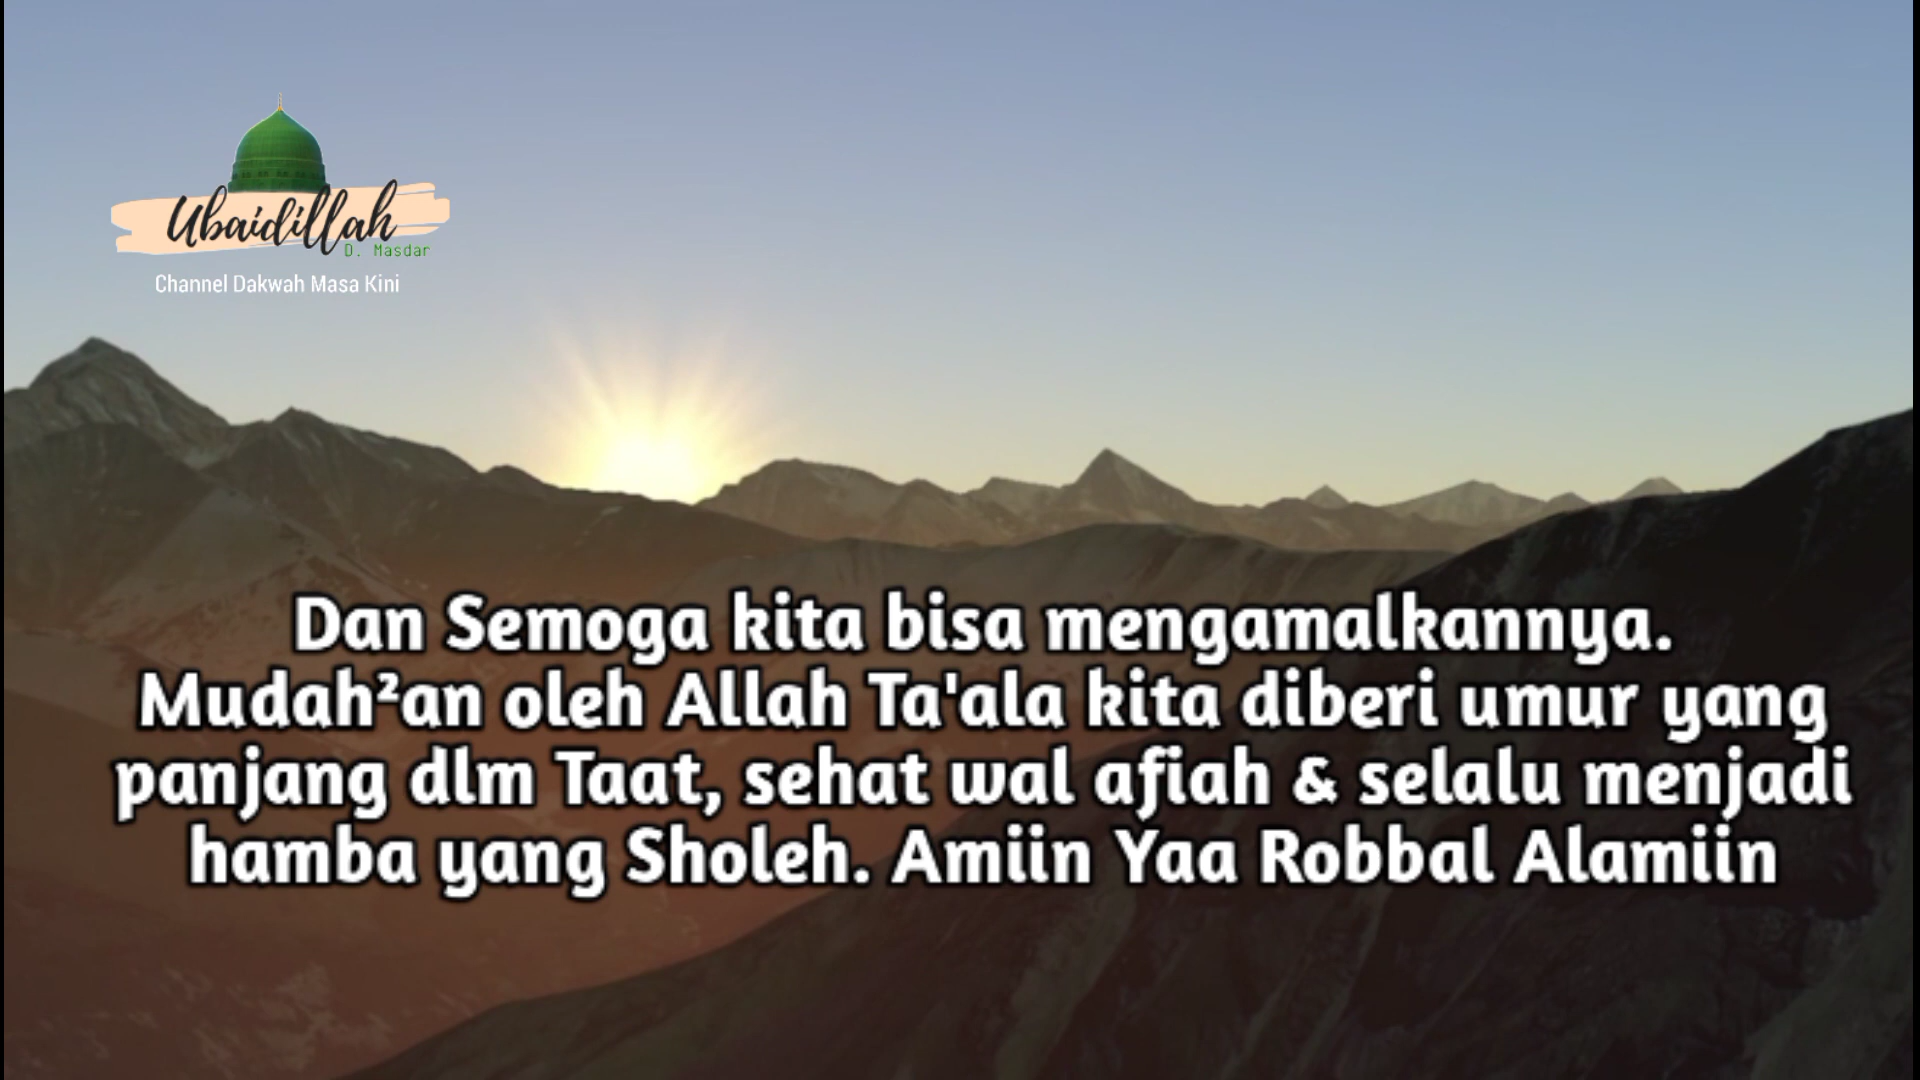 Ubaidillah
D. Masdar
Channel Dakwah Masa Kini
Dan Semoga kita bisa mengamalkannya.
Mudah²an oleh Allah Ta'ala kita diberi umur yang
panjang dlm Taat, sehat wal afiah & selalu menjadi
hamba yang Sholeh. Amiin Yaa Robbal Alamiin